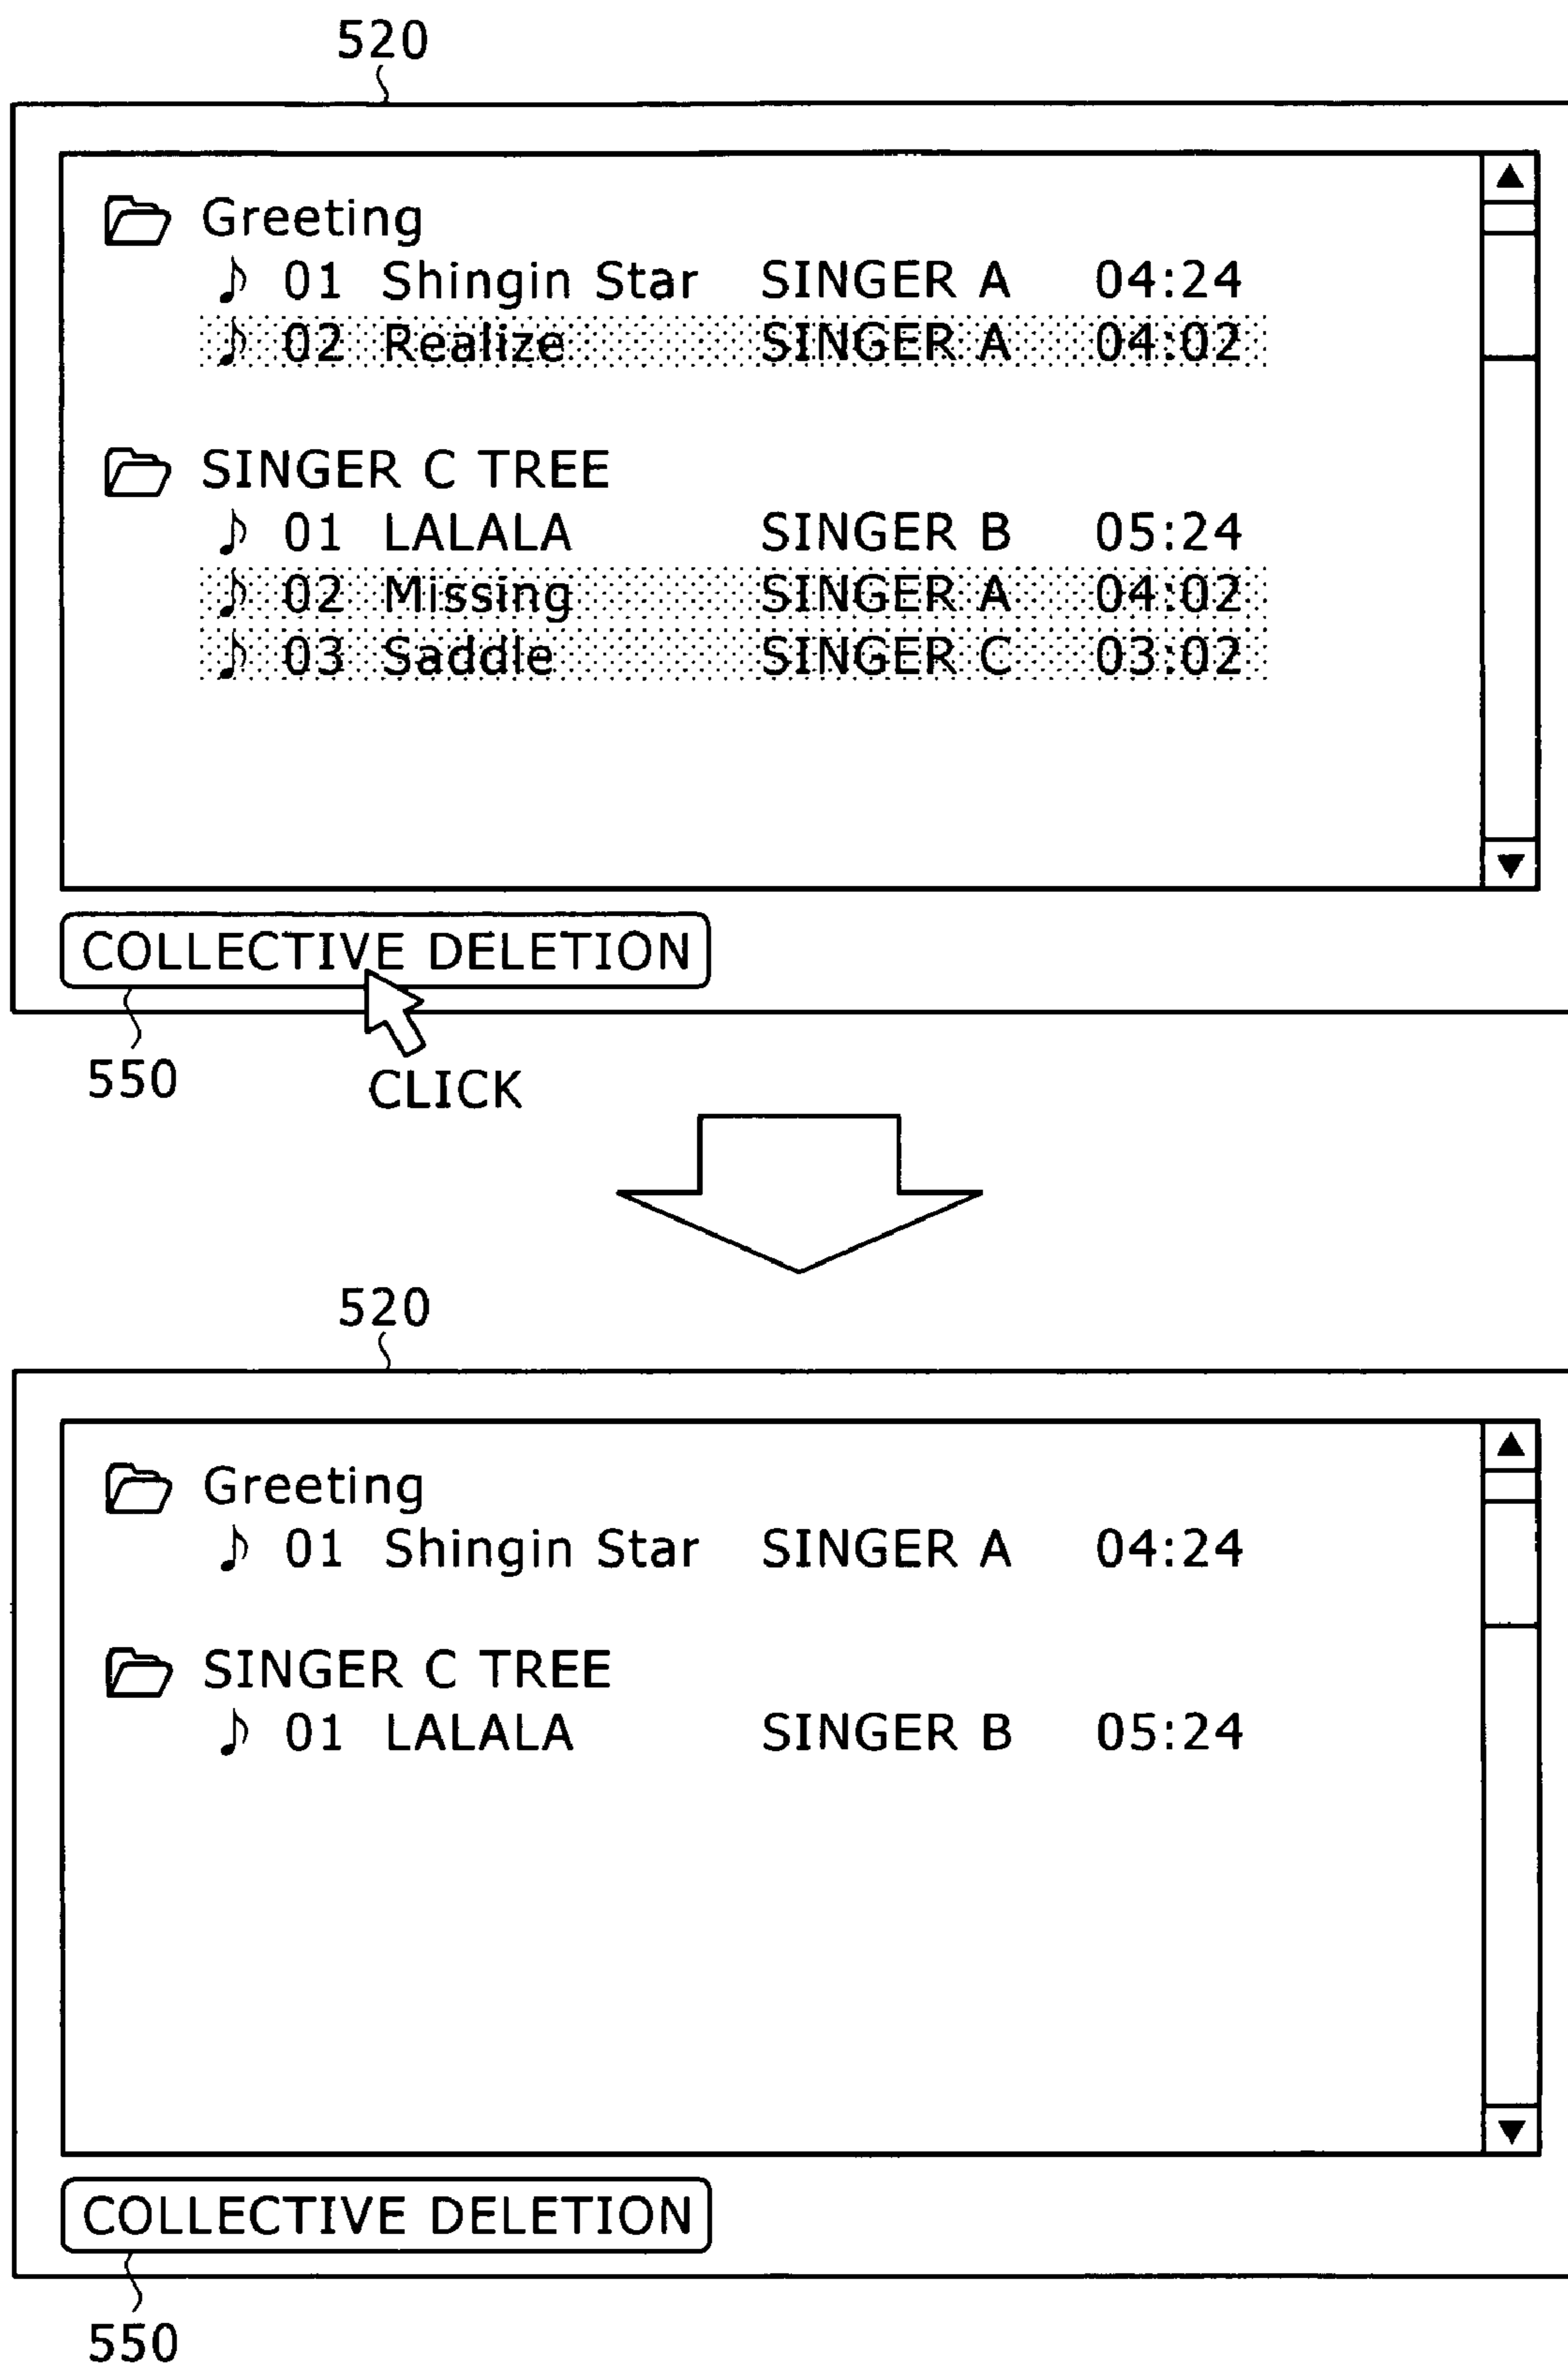 520
Greeting
01 Shingin Star SINGER A 04:24
02 Realize SINGER A 04:02
SINGER C TREE
01 LALALA SINGER B 05:24
02 Missing SINGER A 04:02
03 Saddle SINGER C 03:02
COLLECTIVE DELETION
550
CLICK
520
Greeting
01 Shingin Star SINGER A 04:24
SINGER C TREE
01 LALALA SINGER B 05:24
COLLECTIVE DELETION
550